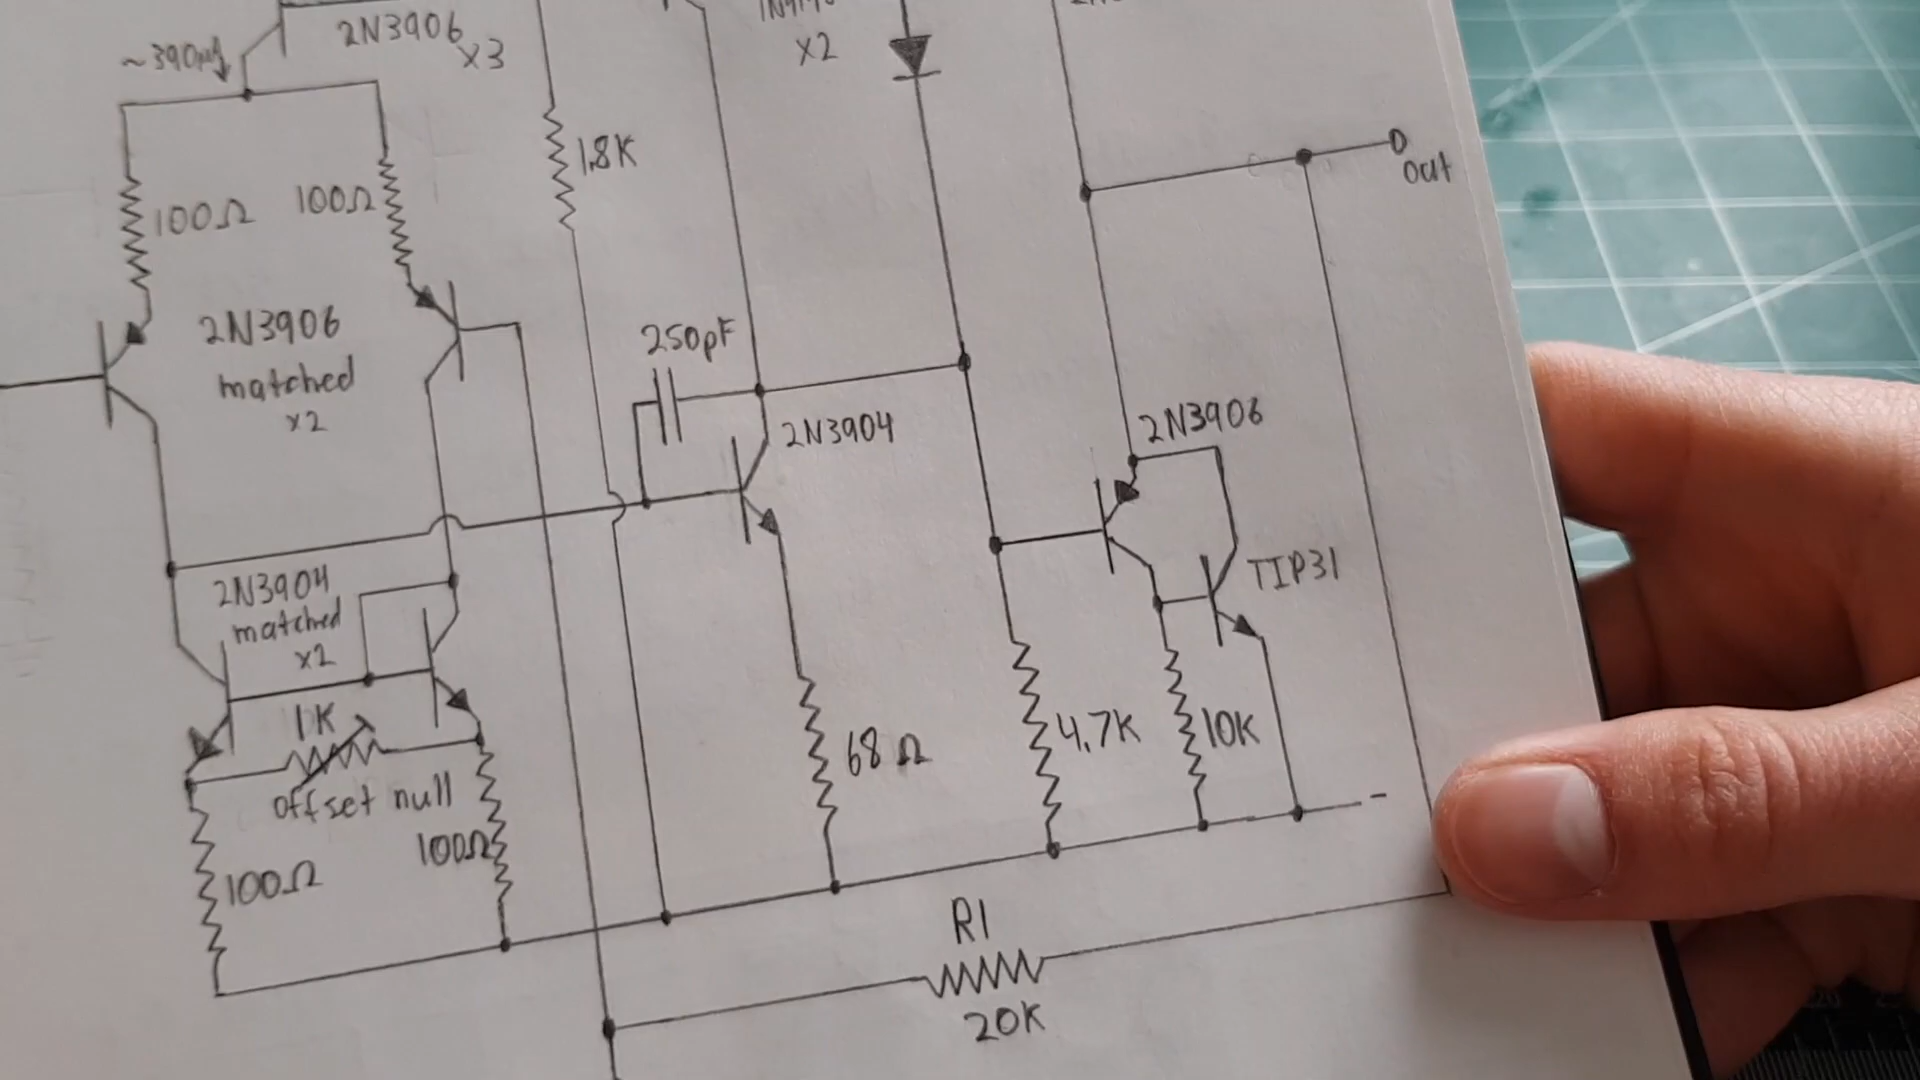 ~390µA
2N3906
x3
x2
1.8K
out
100Ω
100Ω
2N3906
matched
x2
250pF
2N3904
2N3906
TIP31
2N3904
matched
x2
1K
offset null
100Ω
100Ω
68Ω
4.7K
10K
-
R1
20K